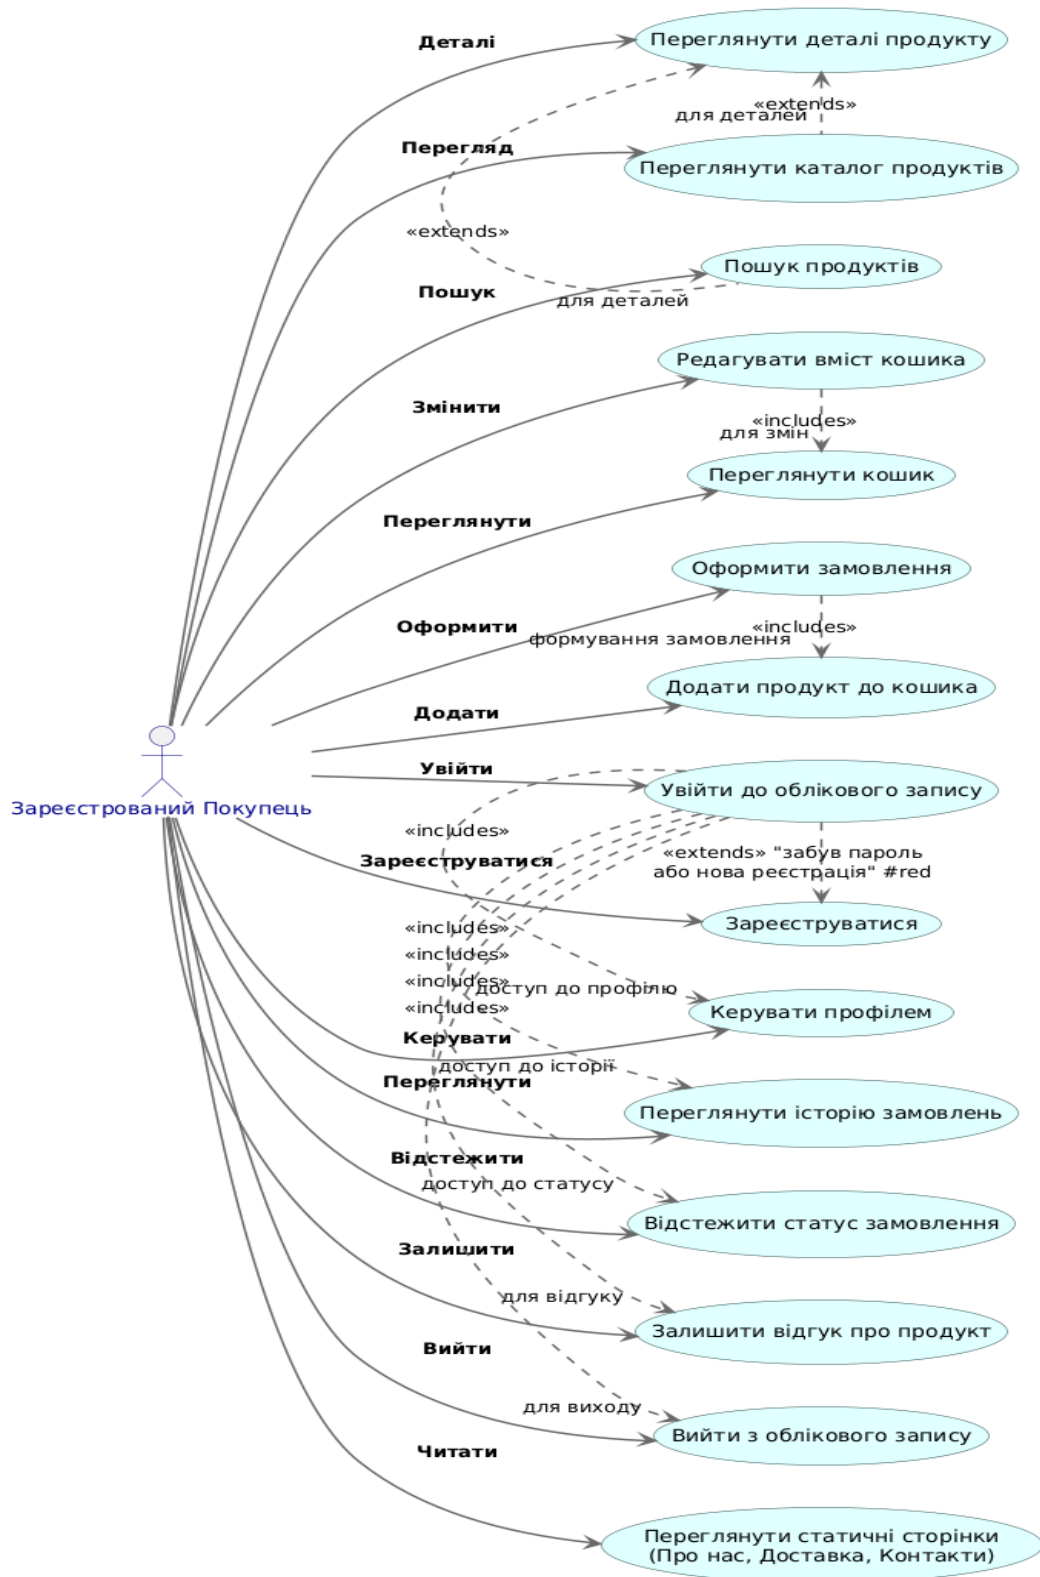 Деталі
Переглянути деталі продукту
«extends»
для деталей
Перегляд
Переглянути каталог продуктів
«extends»
Пошук продуктів
Пошук
для деталей
Редагувати вміст кошика
Змінити
«includes»
для змін
Переглянути кошик
Переглянути
Оформити замовлення
Оформити
«includes»
формування замовлення
Додати продукт до кошика
Додати
Увійти
Увійти до облікового запису
Зареєстрований Покупець
«includes»
«extends» "забув пароль
або нова реєстрація" #red
Зареєструватися
Зареєструватися
«includes»
«includes»
«includes»
«includes»
доступ до профілю
Керувати профілем
Керувати
доступ до історії
Переглянути
Переглянути історію замовлень
Відстежити
доступ до статусу
Відстежити статус замовлення
Залишити
для відгуку
Залишити відгук про продукт
Вийти
для виходу
Вийти з облікового запису
Читати
Переглянути статичні сторінки
(Про нас, Доставка, Контакти)